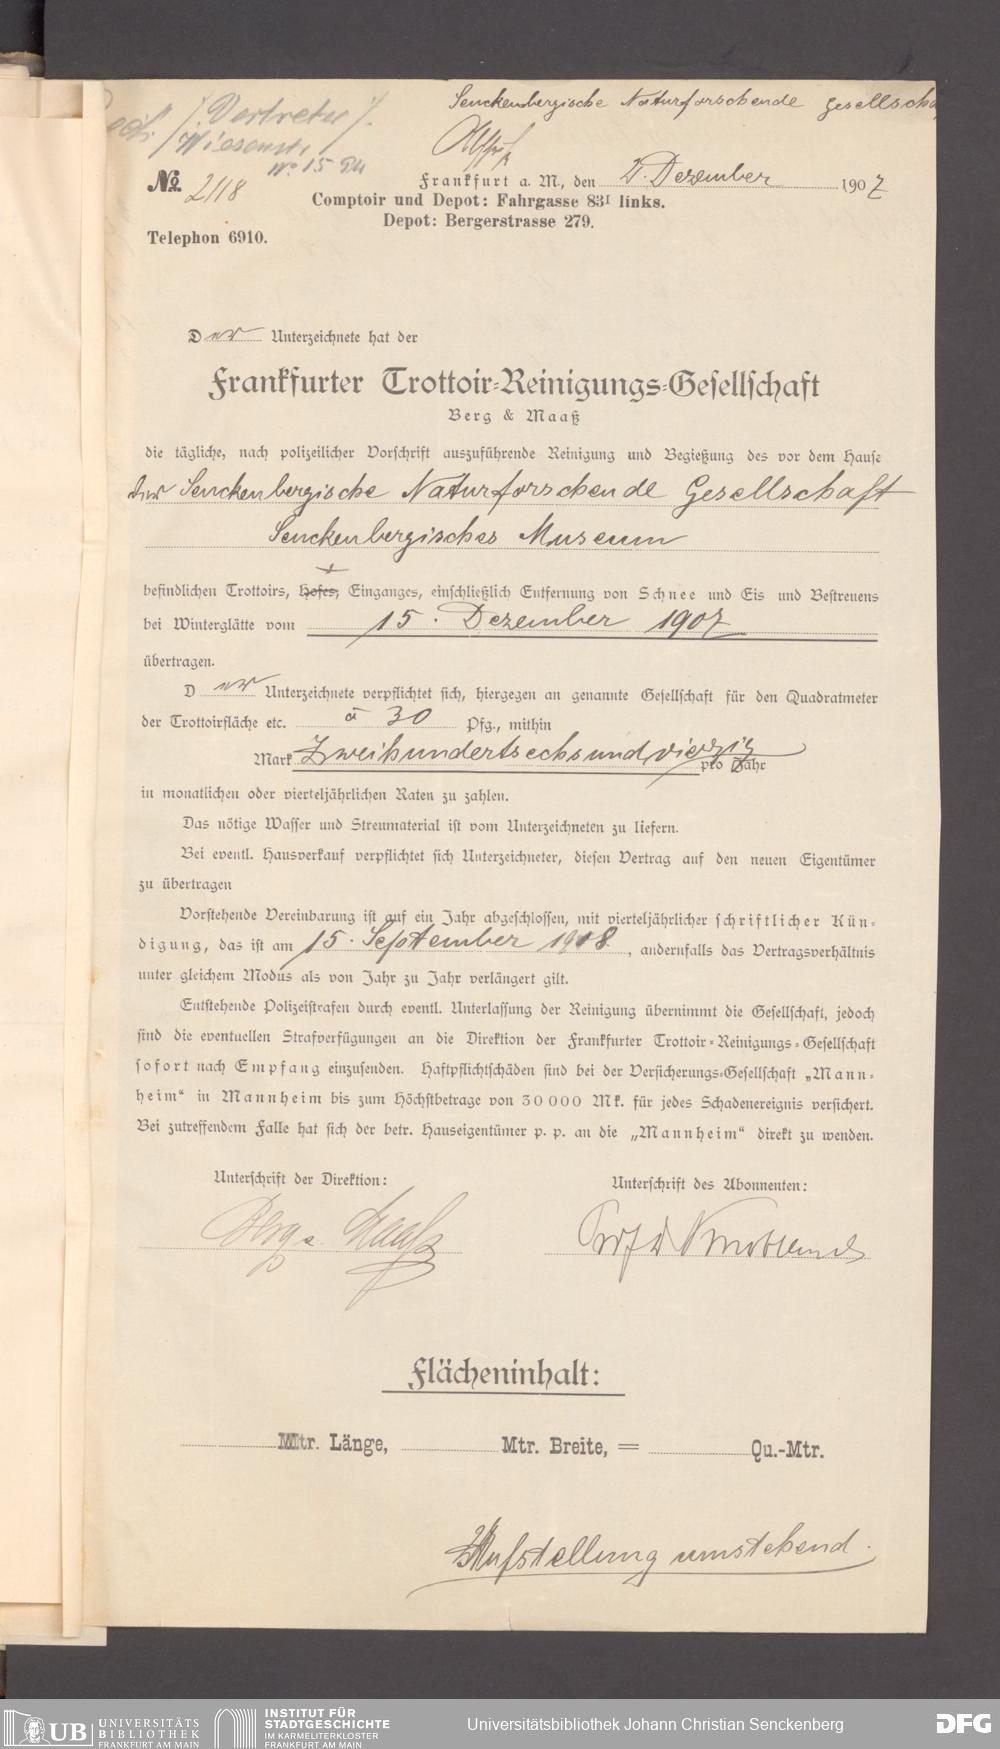 Senckenbergische Naturforschende Gesellscha
Vertreter
Wiesenstr.
No 15
No 2118
Frankfurt a. M., den 2. Dezember 1907
Comptoir und Depot: Fahrgasse 83I links.
Depot: Bergerstrasse 279.
Telephon 6910.
Der Unterzeichnete hat der
Frankfurter Trottoir-Reinigungs-Gesellschaft
Berg & Maaß
die tägliche, nach polizeilicher Vorschrift auszuführende Reinigung und Begießung des vor dem Hause
der Senckenbergische Naturforschende Gesellschaft
Senckenbergisches Museum
befindlichen Trottoirs, Hofes, Einganges, einschließlich Entfernung von Schnee und Eis und Bestreuens
bei Winterglätte vom 15. Dezember 1907
übertragen.
Der Unterzeichnete verpflichtet sich, hiergegen an genannte Gesellschaft für den Quadratmeter
der Trottoirfläche etc. à 30 Pfg., mithin
Mark Zweihundertsechsundvierzig pro Jahr
in monatlichen oder vierteljährlichen Raten zu zahlen.
Das nötige Wasser und Streumaterial ist vom Unterzeichneten zu liefern.
Bei eventl. Hausverkauf verpflichtet sich Unterzeichneter, diesen Vertrag auf den neuen Eigentümer
zu übertragen
Vorstehende Vereinbarung ist auf ein Jahr abgeschlossen, mit vierteljährlicher schriftlicher Kün-
digung, das ist am 15. September 1908, andernfalls das Vertragsverhältnis
unter gleichem Modus als von Jahr zu Jahr verlängert gilt.
Entstehende Polizeistrafen durch eventl. Unterlassung der Reinigung übernimmt die Gesellschaft, jedoch
sind die eventuellen Strafverfügungen an die Direktion der Frankfurter Trottoir-Reinigungs-Gesellschaft
sofort nach Empfang einzusenden. Haftpflichtschäden sind bei der Versicherungs-Gesellschaft „Mann-
heim“ in Mannheim bis zum Höchstbetrage von 30000 Mk. für jedes Schadenereignis versichert.
Bei zutreffendem Falle hat sich der betr. Hauseigentümer p. p. an die „Mannheim“ direkt zu wenden.
Unterschrift der Direktion: Unterschrift des Abonnenten:
Berg & Maaß
Flächeninhalt:
Mtr. Länge, Mtr. Breite, = Qu.-Mtr.
Aufstellung umstehend.
UB UNIVERSITÄTS
BIBLIOTHEK
FRANKFURT AM MAIN
INSTITUT FÜR
STADTGESCHICHTE
IM KARMELITERKLOSTER
FRANKFURT AM MAIN
Universitätsbibliothek Johann Christian Senckenberg
DFG